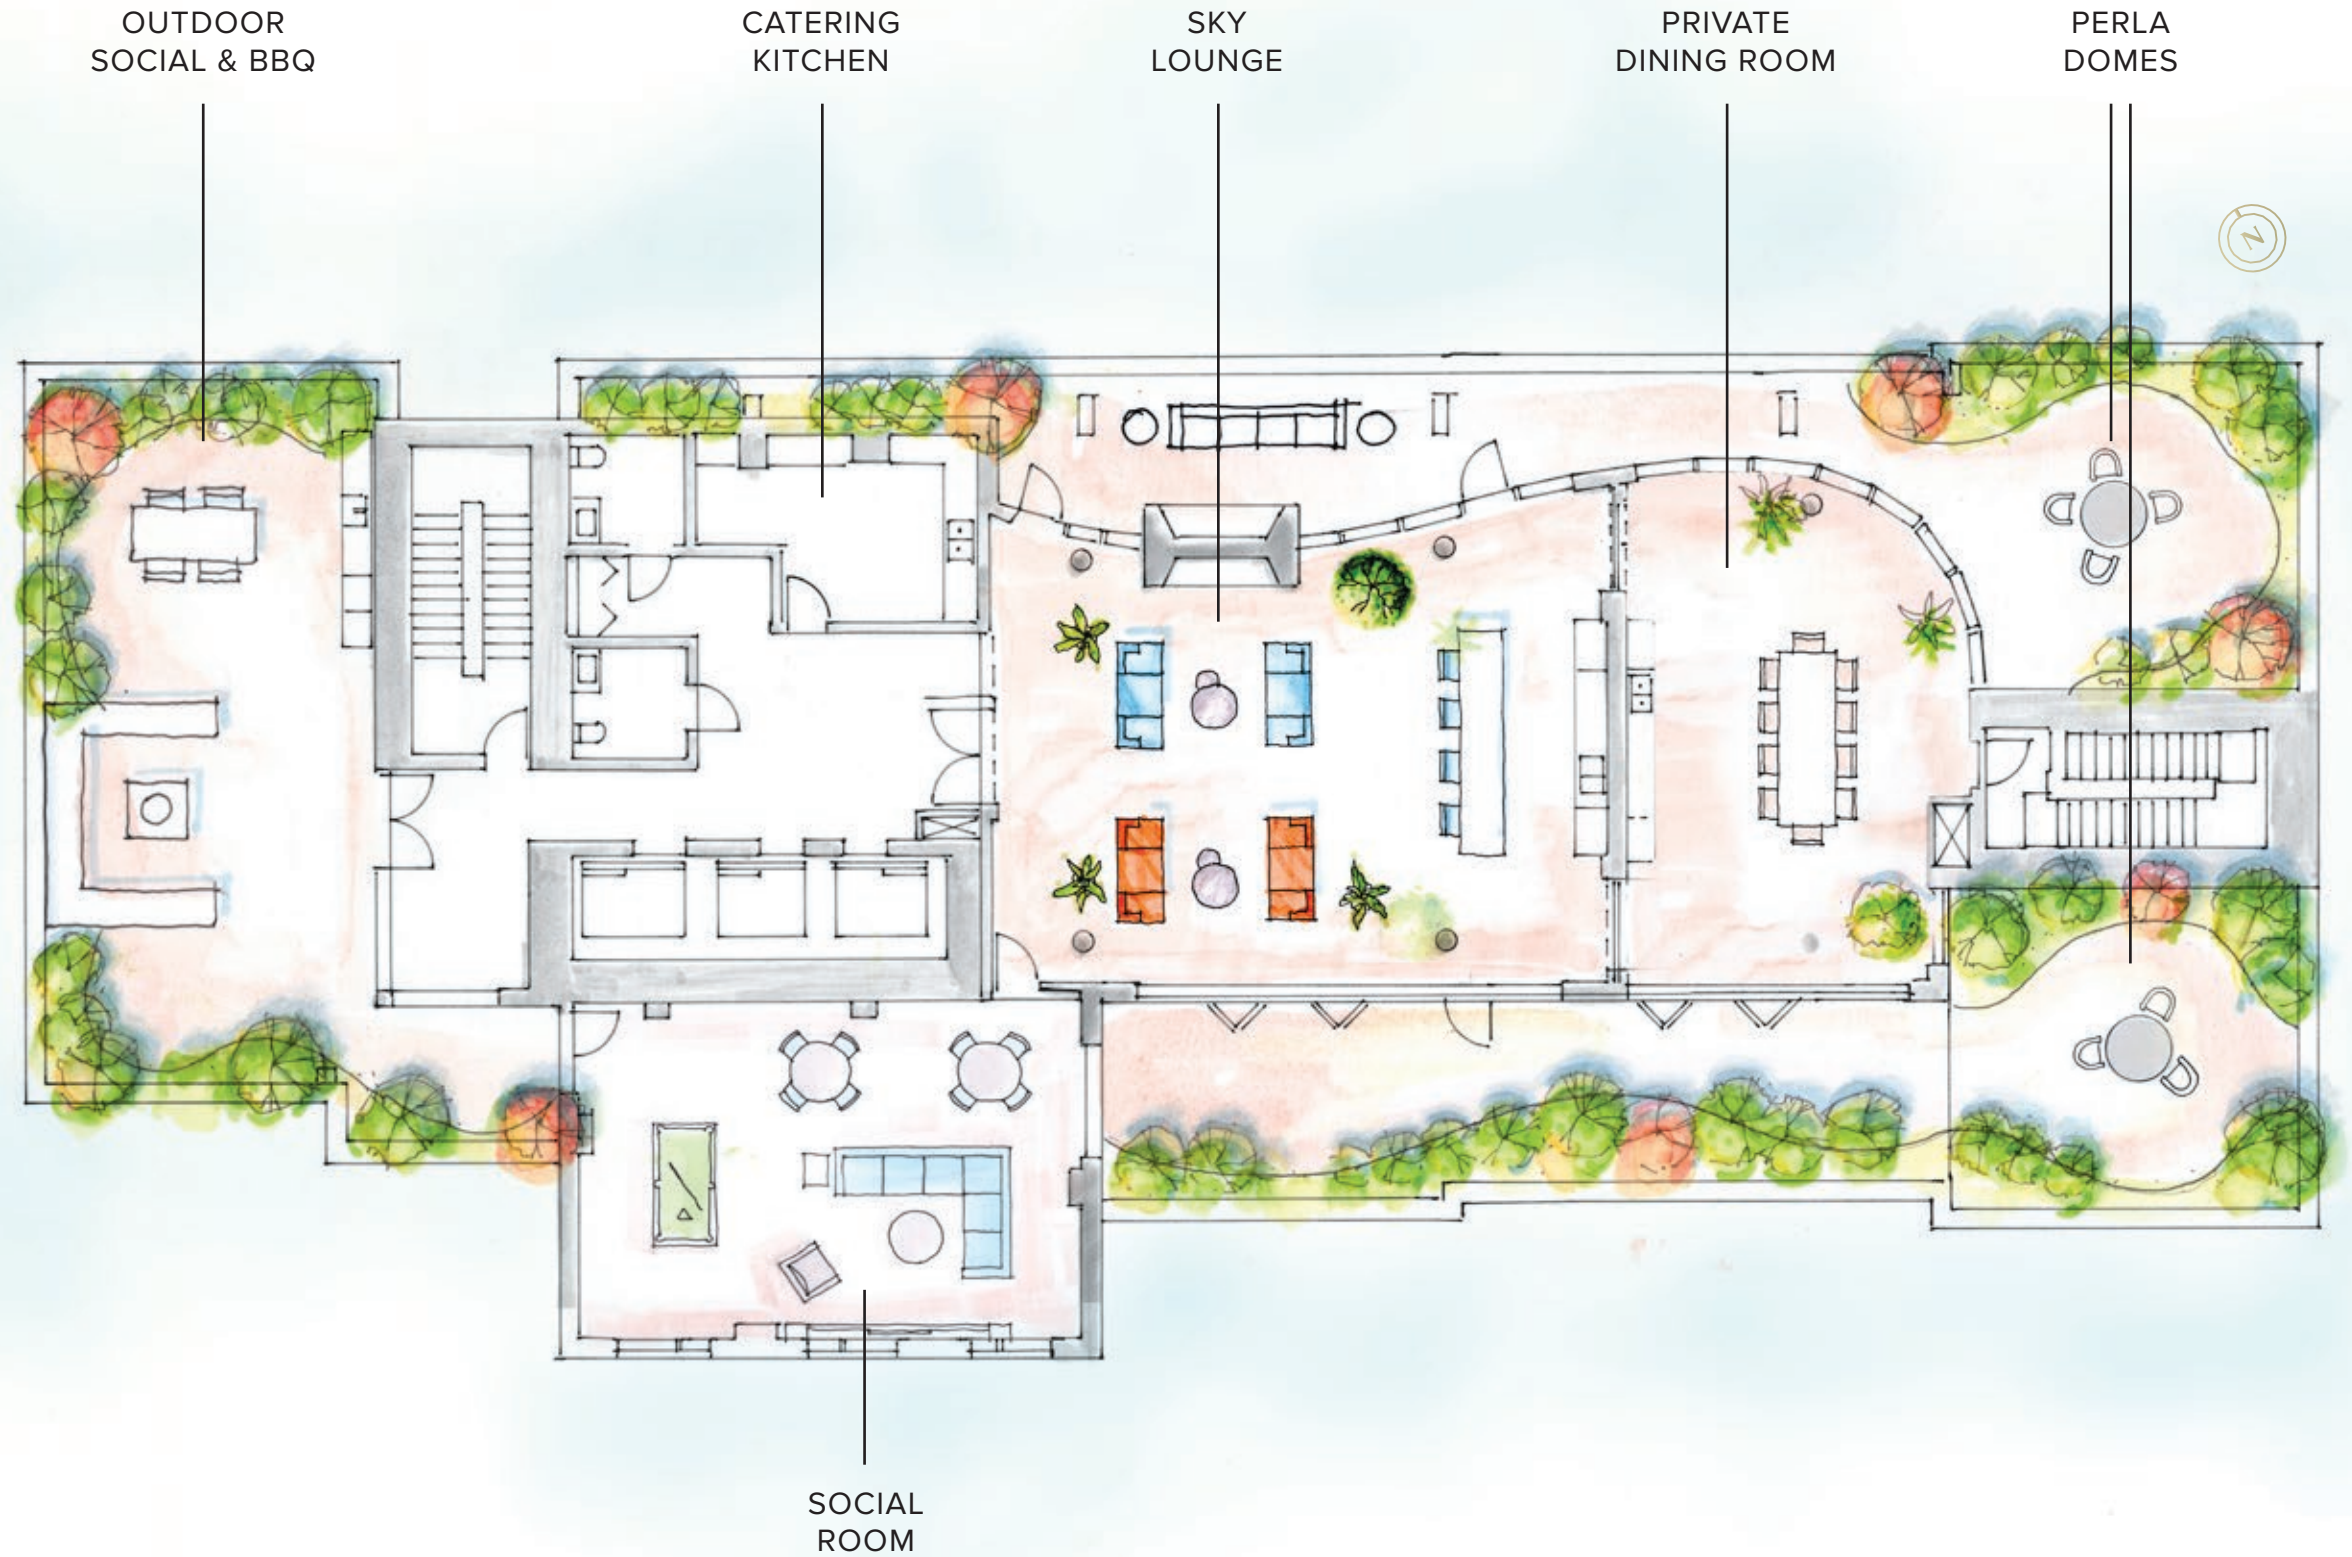 OUTDOOR
SOCIAL & BBQ
CATERING
KITCHEN
SKY
LOUNGE
PRIVATE
DINING ROOM
PERLA
DOMES
N
SOCIAL
ROOM